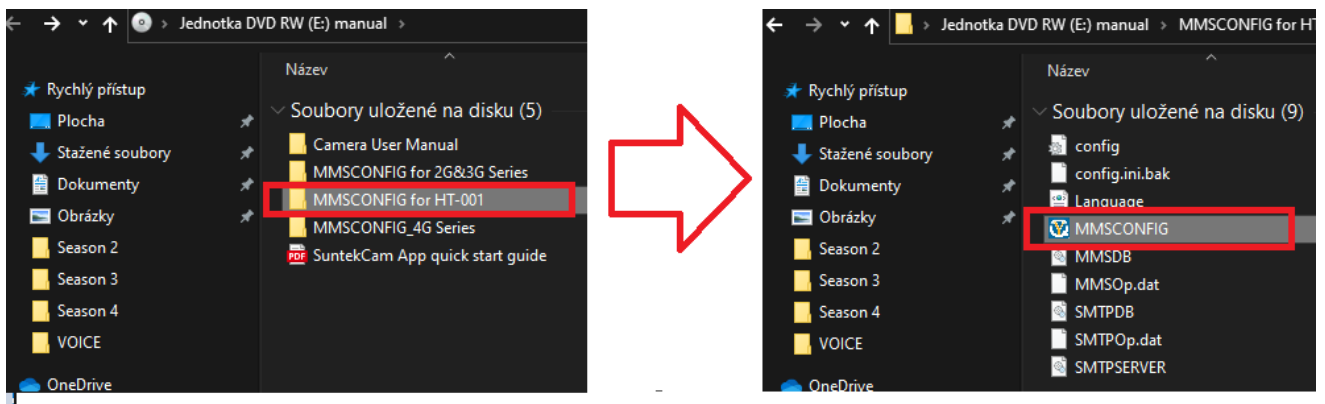 Jednotka DVD RW (E:) manual
Název
Rychlý přístup
Plocha
Stažené soubory
Dokumenty
Obrázky
Season 2
Season 3
Season 4
VOICE
OneDrive
Soubory uložené na disku (5)
Camera User Manual
MMSCONFIG for 2G&3G Series
MMSCONFIG for HT-001
MMSCONFIG_4G Series
PDF SuntekCam App quick start guide
Jednotka DVD RW (E:) manual > MMSCONFIG for HT
Název
Rychlý přístup
Plocha
Stažené soubory
Dokumenty
Obrázky
Season 2
Season 3
Season 4
VOICE
OneDrive
Soubory uložené na disku (9)
config
config.ini.bak
Language
MMSCONFIG
MMSDB
MMSOp.dat
SMTPDB
SMTPOp.dat
SMTPSERVER